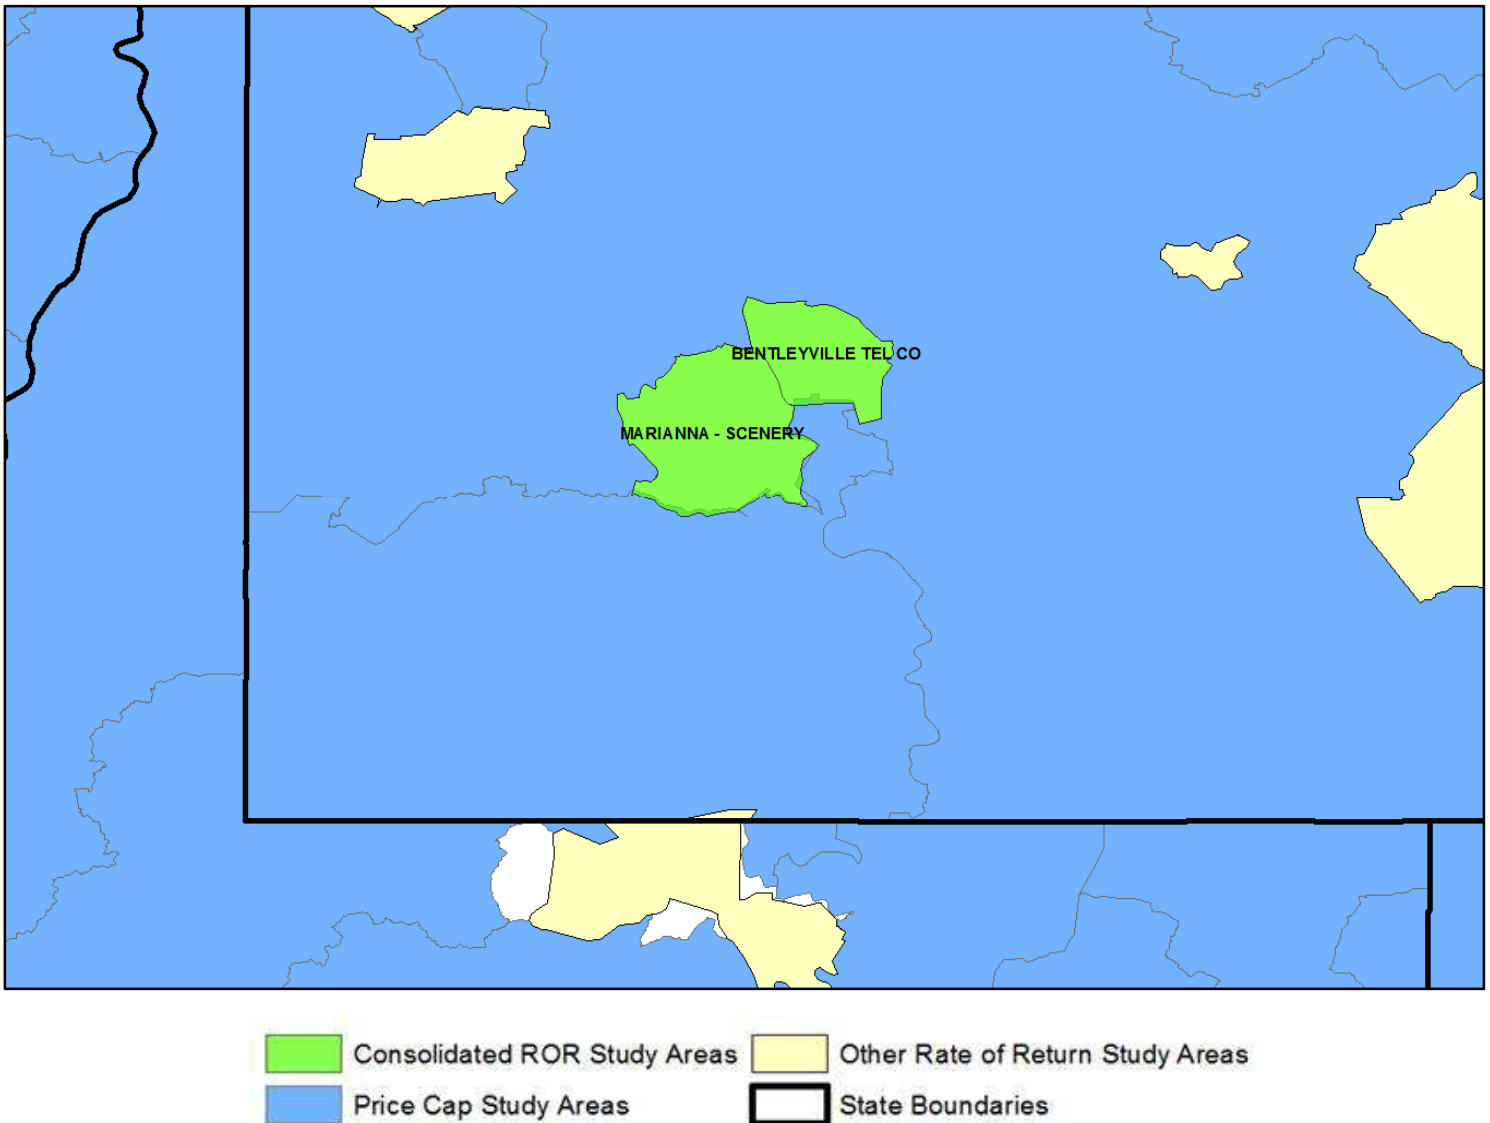 BENTLEYVILLE TEL CO
MARIANNA - SCENERY
Consolidated ROR Study Areas
Other Rate of Return Study Areas
Price Cap Study Areas
State Boundaries